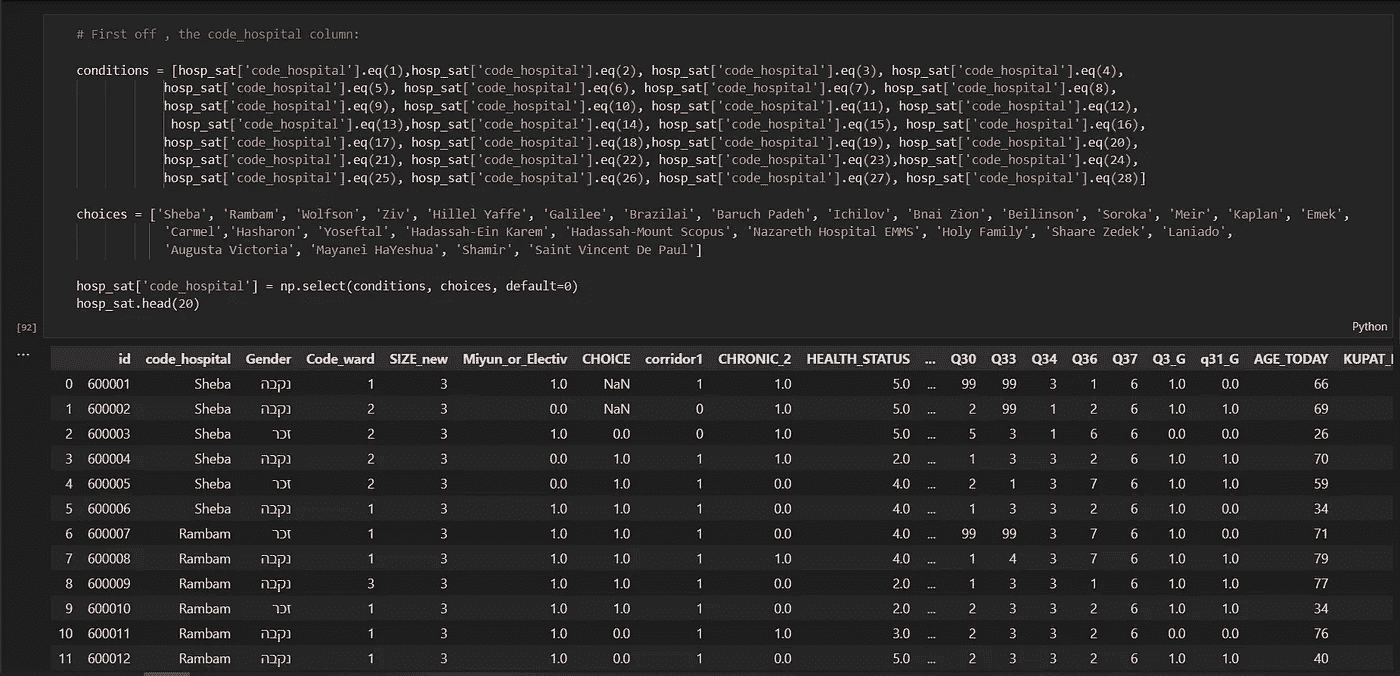 # First off , the code_hospital column:
conditions = [hosp_sat['code_hospital'].eq(1),hosp_sat['code_hospital'].eq(2), hosp_sat['code_hospital'].eq(3), hosp_sat['code_hospital'].eq(4),
hosp_sat['code_hospital'].eq(5), hosp_sat['code_hospital'].eq(6), hosp_sat['code_hospital'].eq(7), hosp_sat['code_hospital'].eq(8),
hosp_sat['code_hospital'].eq(9), hosp_sat['code_hospital'].eq(10), hosp_sat['code_hospital'].eq(11), hosp_sat['code_hospital'].eq(12),
hosp_sat['code_hospital'].eq(13),hosp_sat['code_hospital'].eq(14), hosp_sat['code_hospital'].eq(15), hosp_sat['code_hospital'].eq(16),
hosp_sat['code_hospital'].eq(17), hosp_sat['code_hospital'].eq(18),hosp_sat['code_hospital'].eq(19), hosp_sat['code_hospital'].eq(20),
hosp_sat['code_hospital'].eq(21), hosp_sat['code_hospital'].eq(22), hosp_sat['code_hospital'].eq(23),hosp_sat['code_hospital'].eq(24),
hosp_sat['code_hospital'].eq(25), hosp_sat['code_hospital'].eq(26), hosp_sat['code_hospital'].eq(27), hosp_sat['code_hospital'].eq(28)]
choices = ['Sheba', 'Rambam', 'Wolfson', 'Ziv', 'Hillel Yaffe', 'Galilee', 'Brazilai', 'Baruch Padeh', 'Ichilov', 'Bnai Zion', 'Beilinson', 'Soroka', 'Meir', 'Kaplan', 'Emek',
'Carmel','Hasharon', 'Yoseftal', 'Hadassah-Ein Karem', 'Hadassah-Mount Scopus', 'Nazareth Hospital EMMS', 'Holy Family', 'Shaare Zedek', 'Laniado',
'Augusta Victoria', 'Mayanei HaYeshua', 'Shamir', 'Saint Vincent De Paul']
hosp_sat['code_hospital'] = np.select(conditions, choices, default=0)
hosp_sat.head(20)
[92] Python
... id code_hospital Gender Code_ward SIZE_new Miyun_or_Electiv CHOICE corridor1 CHRONIC_2 HEALTH_STATUS ... Q30 Q33 Q34 Q36 Q37 Q3_G q31_G AGE_TODAY
0 600001 Sheba נקבה 1 3 1.0 NaN 1 1.0 5.0 ... 99 99 3 1 6 1.0 0.0 66
1 600002 Sheba נקבה 2 3 0.0 NaN 0 1.0 5.0 ... 2 99 1 2 6 1.0 1.0 69
2 600003 Sheba זכר 2 3 1.0 0.0 0 1.0 5.0 ... 5 3 1 6 6 0.0 0.0 26
3 600004 Sheba נקבה 2 3 0.0 1.0 1 1.0 2.0 ... 1 3 3 2 6 1.0 1.0 70
4 600005 Sheba זכר 2 3 0.0 1.0 1 0.0 4.0 ... 2 1 3 7 6 1.0 1.0 59
5 600006 Sheba נקבה 1 3 1.0 1.0 1 0.0 4.0 ... 1 3 3 2 6 1.0 1.0 34
6 600007 Rambam זכר 1 3 1.0 1.0 1 0.0 4.0 ... 99 99 3 7 6 1.0 0.0 71
7 600008 Rambam נקבה 1 3 1.0 1.0 1 0.0 4.0 ... 1 4 3 7 6 1.0 1.0 79
8 600009 Rambam נקבה 3 3 1.0 1.0 1 0.0 2.0 ... 1 3 3 1 6 1.0 1.0 77
9 600010 Rambam זכר 1 3 1.0 1.0 1 0.0 2.0 ... 2 3 3 2 6 1.0 1.0 34
10 600011 Rambam נקבה 1 3 1.0 0.0 1 1.0 3.0 ... 2 3 3 2 6 0.0 0.0 76
11 600012 Rambam נקבה 1 3 1.0 0.0 1 0.0 5.0 ... 2 3 3 2 6 1.0 1.0 40